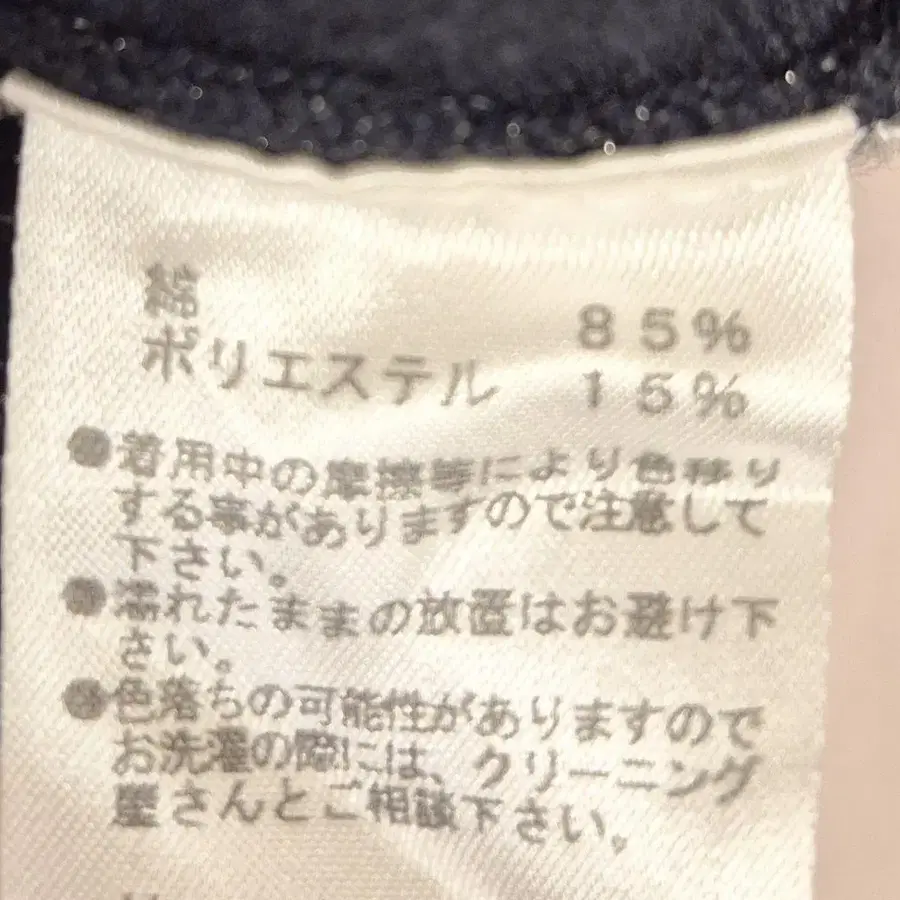 綿 85%
ポリエステル 15%
●着用中の摩擦等により色移り
する事がありますので注意して
下さい。
●濡れたままの放置はお避け下
さい。
●色落ちの可能性がありますので
お洗濯の際には、クリーニング
屋さんとご相談下さい。